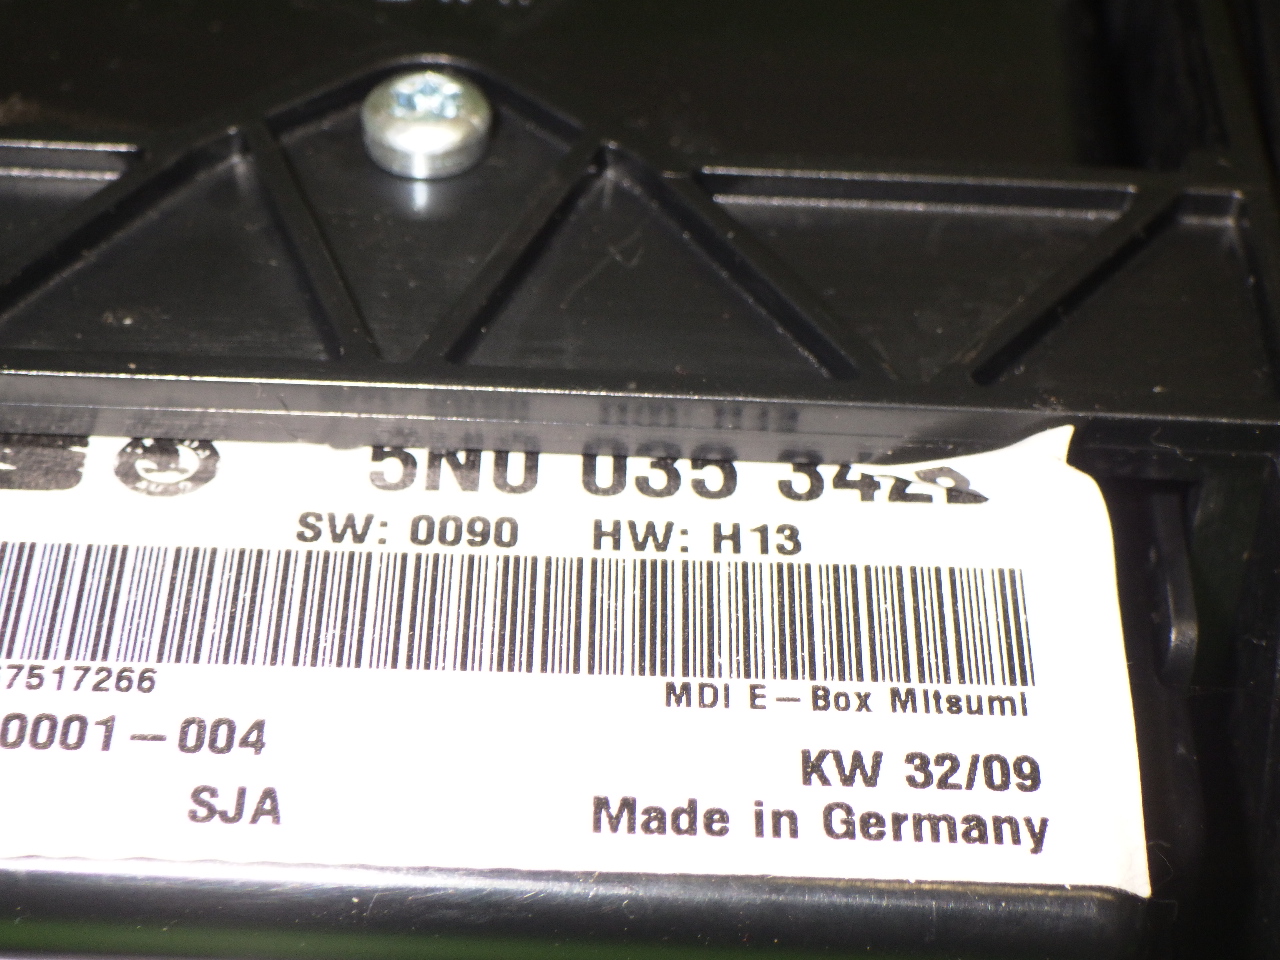 5N0 035 342
SW: 0090 HW: H13
7517266
MDI E-Box Mitsumi
0001-004
KW 32/09
SJA
Made in Germany